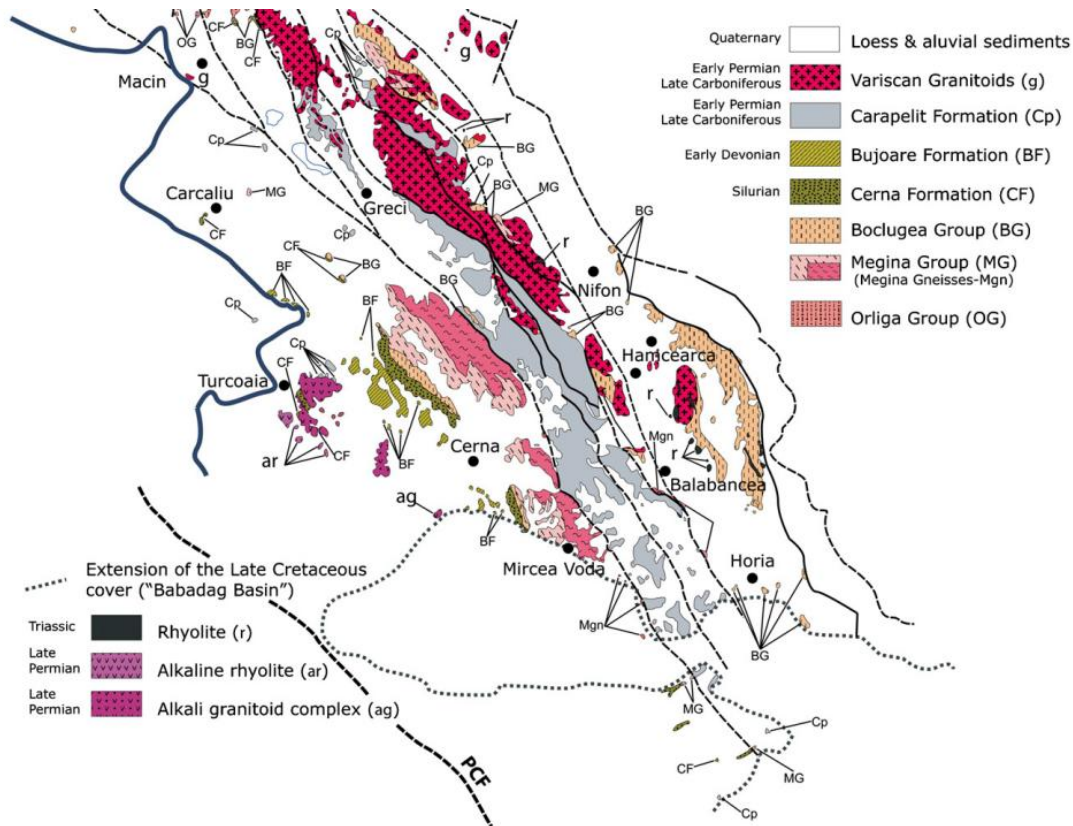 CF
Cp
OG
BG
g
CF
Macin
g
Cp
r
BG
Cp
Carcaliu
MG
BG
MG
Greci
CF
BG
Cp
r
CF
BG
BF
Nifon
BG
BF
Cp
BG
Hamcearca
Cp
CF
Turcoaia
r
ar
CF
BF
Mgn
r
Cerna
Balabancea
ag
BF
Mircea Voda
Horia
Mgn
BG
MG
Cp
CF
MG
Cp
PCF
Quaternary Loess & aluvial sediments
Early Permian
Late Carboniferous Variscan Granitoids (g)
Early Permian
Late Carboniferous Carapelit Formation (Cp)
Early Devonian Bujoare Formation (BF)
Silurian Cerna Formation (CF)
Boclugea Group (BG)
Megina Group (MG)
(Megina Gneisses-Mgn)
Orliga Group (OG)
Extension of the Late Cretaceous
cover ("Babadag Basin")
Triassic Rhyolite (r)
Late
Permian Alkaline rhyolite (ar)
Late
Permian Alkali granitoid complex (ag)